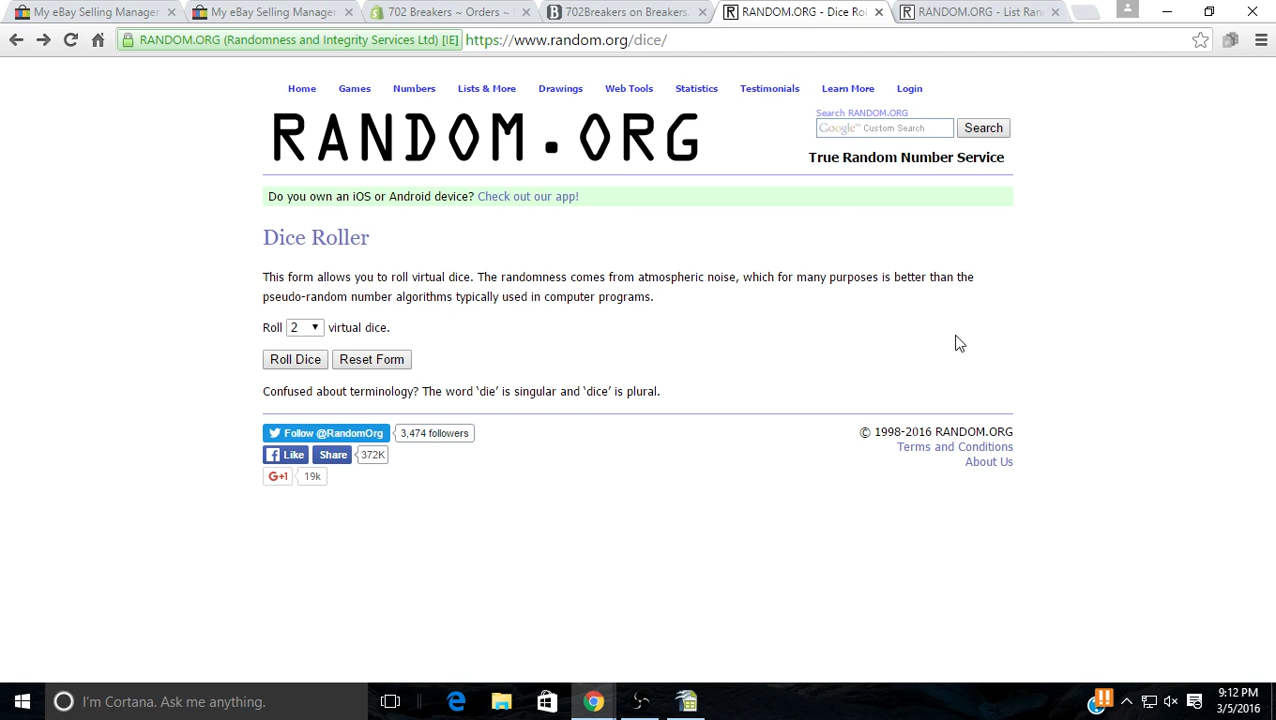 My eBay Selling Manager
My eBay Selling Manager
702 Breakers ~ Orders ~
702Breakers on Breakers.
RANDOM.ORG - Dice Rol
RANDOM.ORG - List Ran
RANDOM.ORG (Randomness and Integrity Services Ltd) [IE]
https://www.random.org/dice/
Home Games Numbers Lists & More Drawings Web Tools Statistics Testimonials Learn More Login
RANDOM.ORG
Search RANDOM.ORG
Google™ Custom Search
Search
True Random Number Service
Do you own an iOS or Android device? Check out our app!
Dice Roller
This form allows you to roll virtual dice. The randomness comes from atmospheric noise, which for many purposes is better than the
pseudo-random number algorithms typically used in computer programs.
Roll 2 virtual dice.
Roll Dice Reset Form
Confused about terminology? The word ‘die’ is singular and ‘dice’ is plural.
Follow @RandomOrg 3,474 followers
Like Share 372K
G+1 19k
© 1998-2016 RANDOM.ORG
Terms and Conditions
About Us
I'm Cortana. Ask me anything.
9:12 PM
3/5/2016